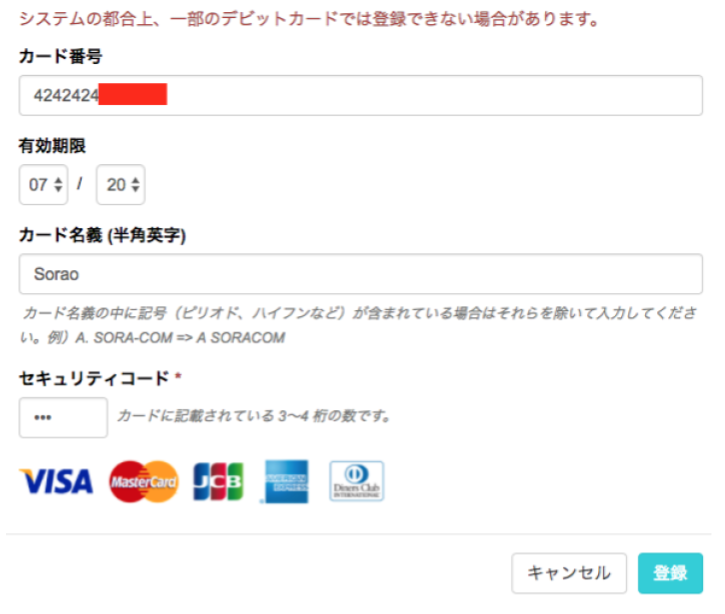 システムの都合上、一部のデビットカードでは登録できない場合があります。
カード番号
4242424
有効期限
07 / 20
カード名義 (半角英字)
Sorao
カード名義の中に記号（ピリオド、ハイフンなど）が含まれている場合はそれらを除いて入力してくださ
い。例）A. SORA-COM => A SORACOM
セキュリティコード *
•••  カードに記載されている 3〜4 桁の数です。
VISA MasterCard JCB AMERICAN EXPRESS Diners Club INTERNATIONAL
キャンセル 登録